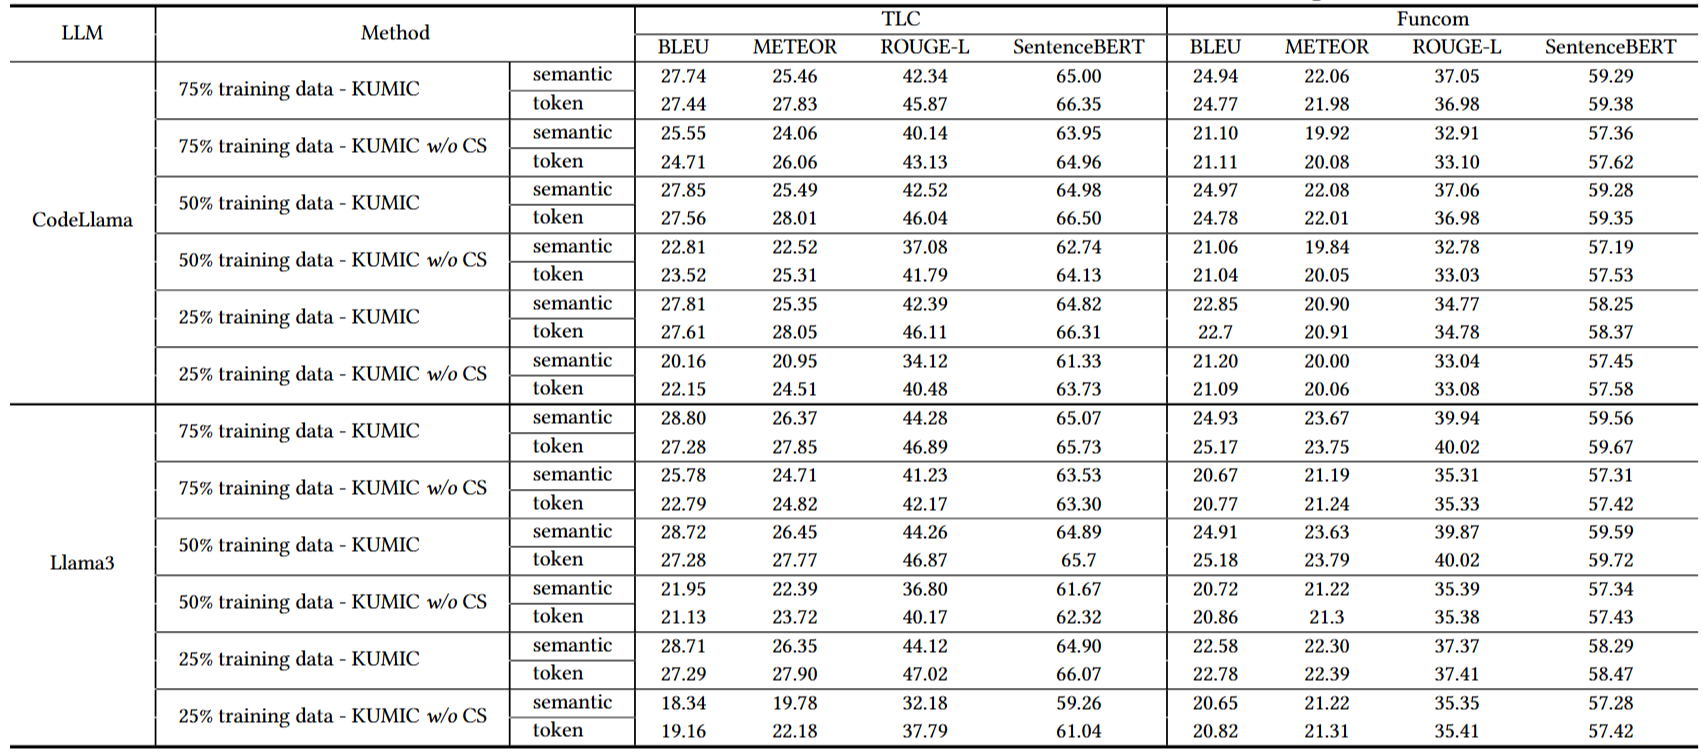 LLM Method TLC Funcom
BLEU METEOR ROUGE-L SentenceBERT BLEU METEOR ROUGE-L SentenceBERT
CodeLlama
75% training data - KUMIC
semantic 27.74 25.46 42.34 65.00 24.94 22.06 37.05 59.29
token 27.44 27.83 45.87 66.35 24.77 21.98 36.98 59.38
75% training data - KUMIC w/o CS
semantic 25.55 24.06 40.14 63.95 21.10 19.92 32.91 57.36
token 24.71 26.06 43.13 64.96 21.11 20.08 33.10 57.62
50% training data - KUMIC
semantic 27.85 25.49 42.52 64.98 24.97 22.08 37.06 59.28
token 27.56 28.01 46.04 66.50 24.78 22.01 36.98 59.35
50% training data - KUMIC w/o CS
semantic 22.81 22.52 37.08 62.74 21.06 19.84 32.78 57.19
token 23.52 25.31 41.79 64.13 21.04 20.05 33.03 57.53
25% training data - KUMIC
semantic 27.81 25.35 42.39 64.82 22.85 20.90 34.77 58.25
token 27.61 28.05 46.11 66.31 22.7 20.91 34.78 58.37
25% training data - KUMIC w/o CS
semantic 20.16 20.95 34.12 61.33 21.20 20.00 33.04 57.45
token 22.15 24.51 40.48 63.73 21.09 20.06 33.08 57.58
Llama3
75% training data - KUMIC
semantic 28.80 26.37 44.28 65.07 24.93 23.67 39.94 59.56
token 27.28 27.85 46.89 65.73 25.17 23.75 40.02 59.67
75% training data - KUMIC w/o CS
semantic 25.78 24.71 41.23 63.53 20.67 21.19 35.31 57.31
token 22.79 24.82 42.17 63.30 20.77 21.24 35.33 57.42
50% training data - KUMIC
semantic 28.72 26.45 44.26 64.89 24.91 23.63 39.87 59.59
token 27.28 27.77 46.87 65.7 25.18 23.79 40.02 59.72
50% training data - KUMIC w/o CS
semantic 21.95 22.39 36.80 61.67 20.72 21.22 35.39 57.34
token 21.13 23.72 40.17 62.32 20.86 21.3 35.38 57.43
25% training data - KUMIC
semantic 28.71 26.35 44.12 64.90 22.58 22.30 37.37 58.29
token 27.29 27.90 47.02 66.07 22.78 22.39 37.41 58.47
25% training data - KUMIC w/o CS
semantic 18.34 19.78 32.18 59.26 20.65 21.22 35.35 57.28
token 19.16 22.18 37.79 61.04 20.82 21.31 35.41 57.42